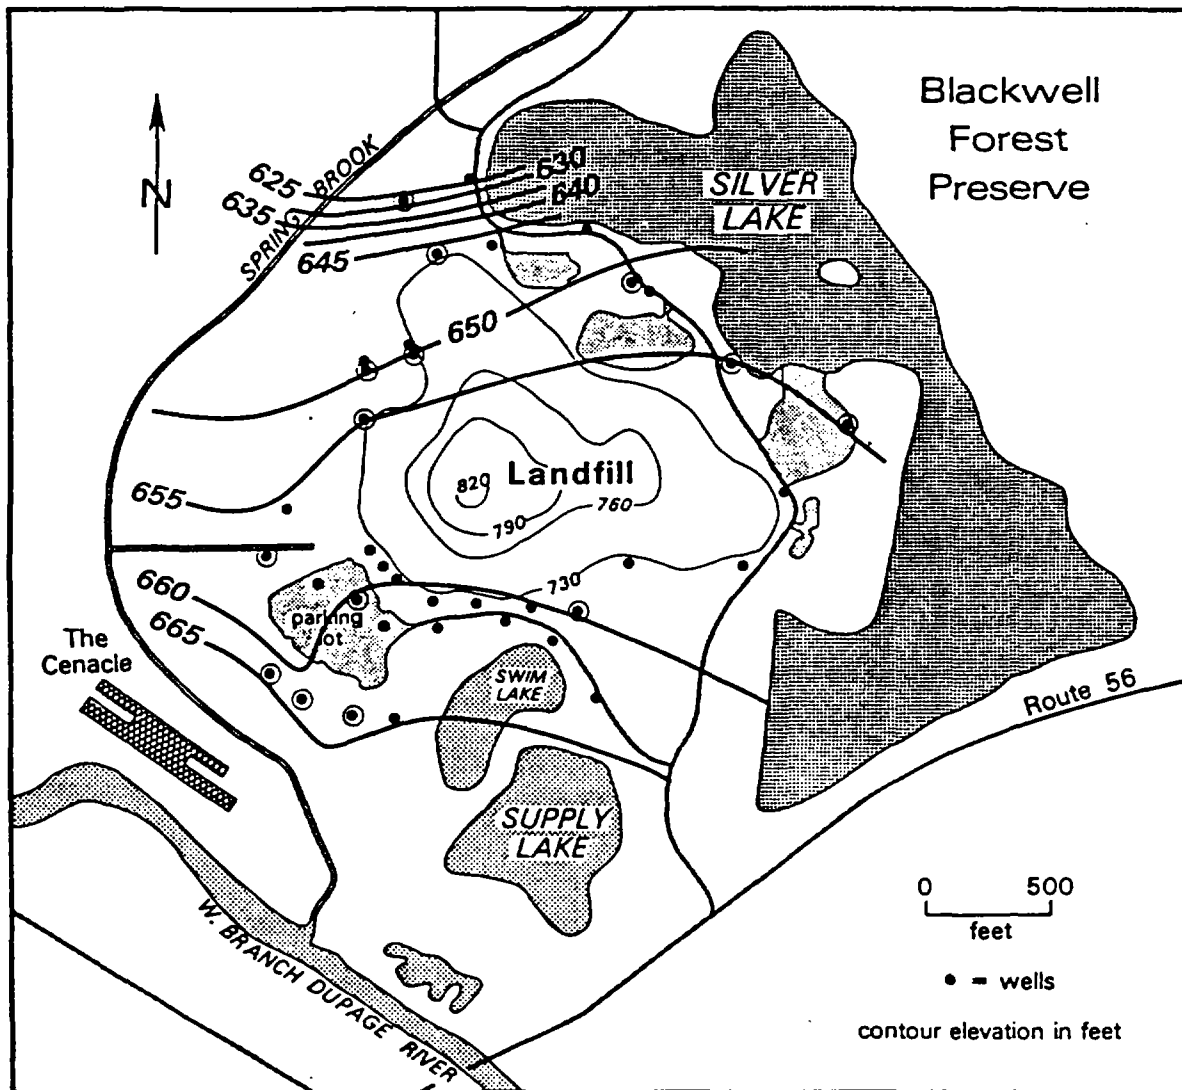 Blackwell
Forest
Preserve
N
SPRING BROOK
625
630
635
640
645
SILVER
LAKE
650
655
Landfill
820
790
760
730
660
665
parking
lot
The
Cenacle
SWIM
LAKE
Route 56
SUPPLY
LAKE
W. BRANCH DUPAGE RIVER
0 500
feet
• = wells
contour elevation in feet